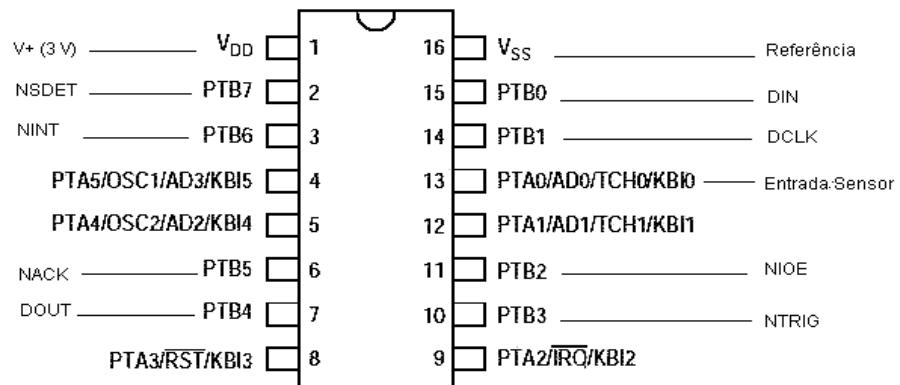 V+ (3 V) VDD 1 16 VSS Referência
NSDET PTB7 2 15 PTB0 DIN
NINT PTB6 3 14 PTB1 DCLK
PTA5/OSC1/AD3/KBI5 4 13 PTA0/AD0/TCH0/KBI0 Entrada Sensor
PTA4/OSC2/AD2/KBI4 5 12 PTA1/AD1/TCH1/KBI1
NACK PTB5 6 11 PTB2 NIOE
DOUT PTB4 7 10 PTB3 NTRIG
PTA3/RST/KBI3 8 9 PTA2/IRQ/KBI2